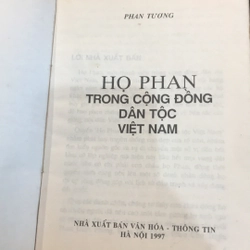 PHAN TƯƠNG
HỌ PHAN
TRONG CỘNG ĐỒNG
DÂN TỘC
VIỆT NAM
NHÀ XUẤT BẢN VĂN HÓA - THÔNG TIN
HÀ NỘI 1997